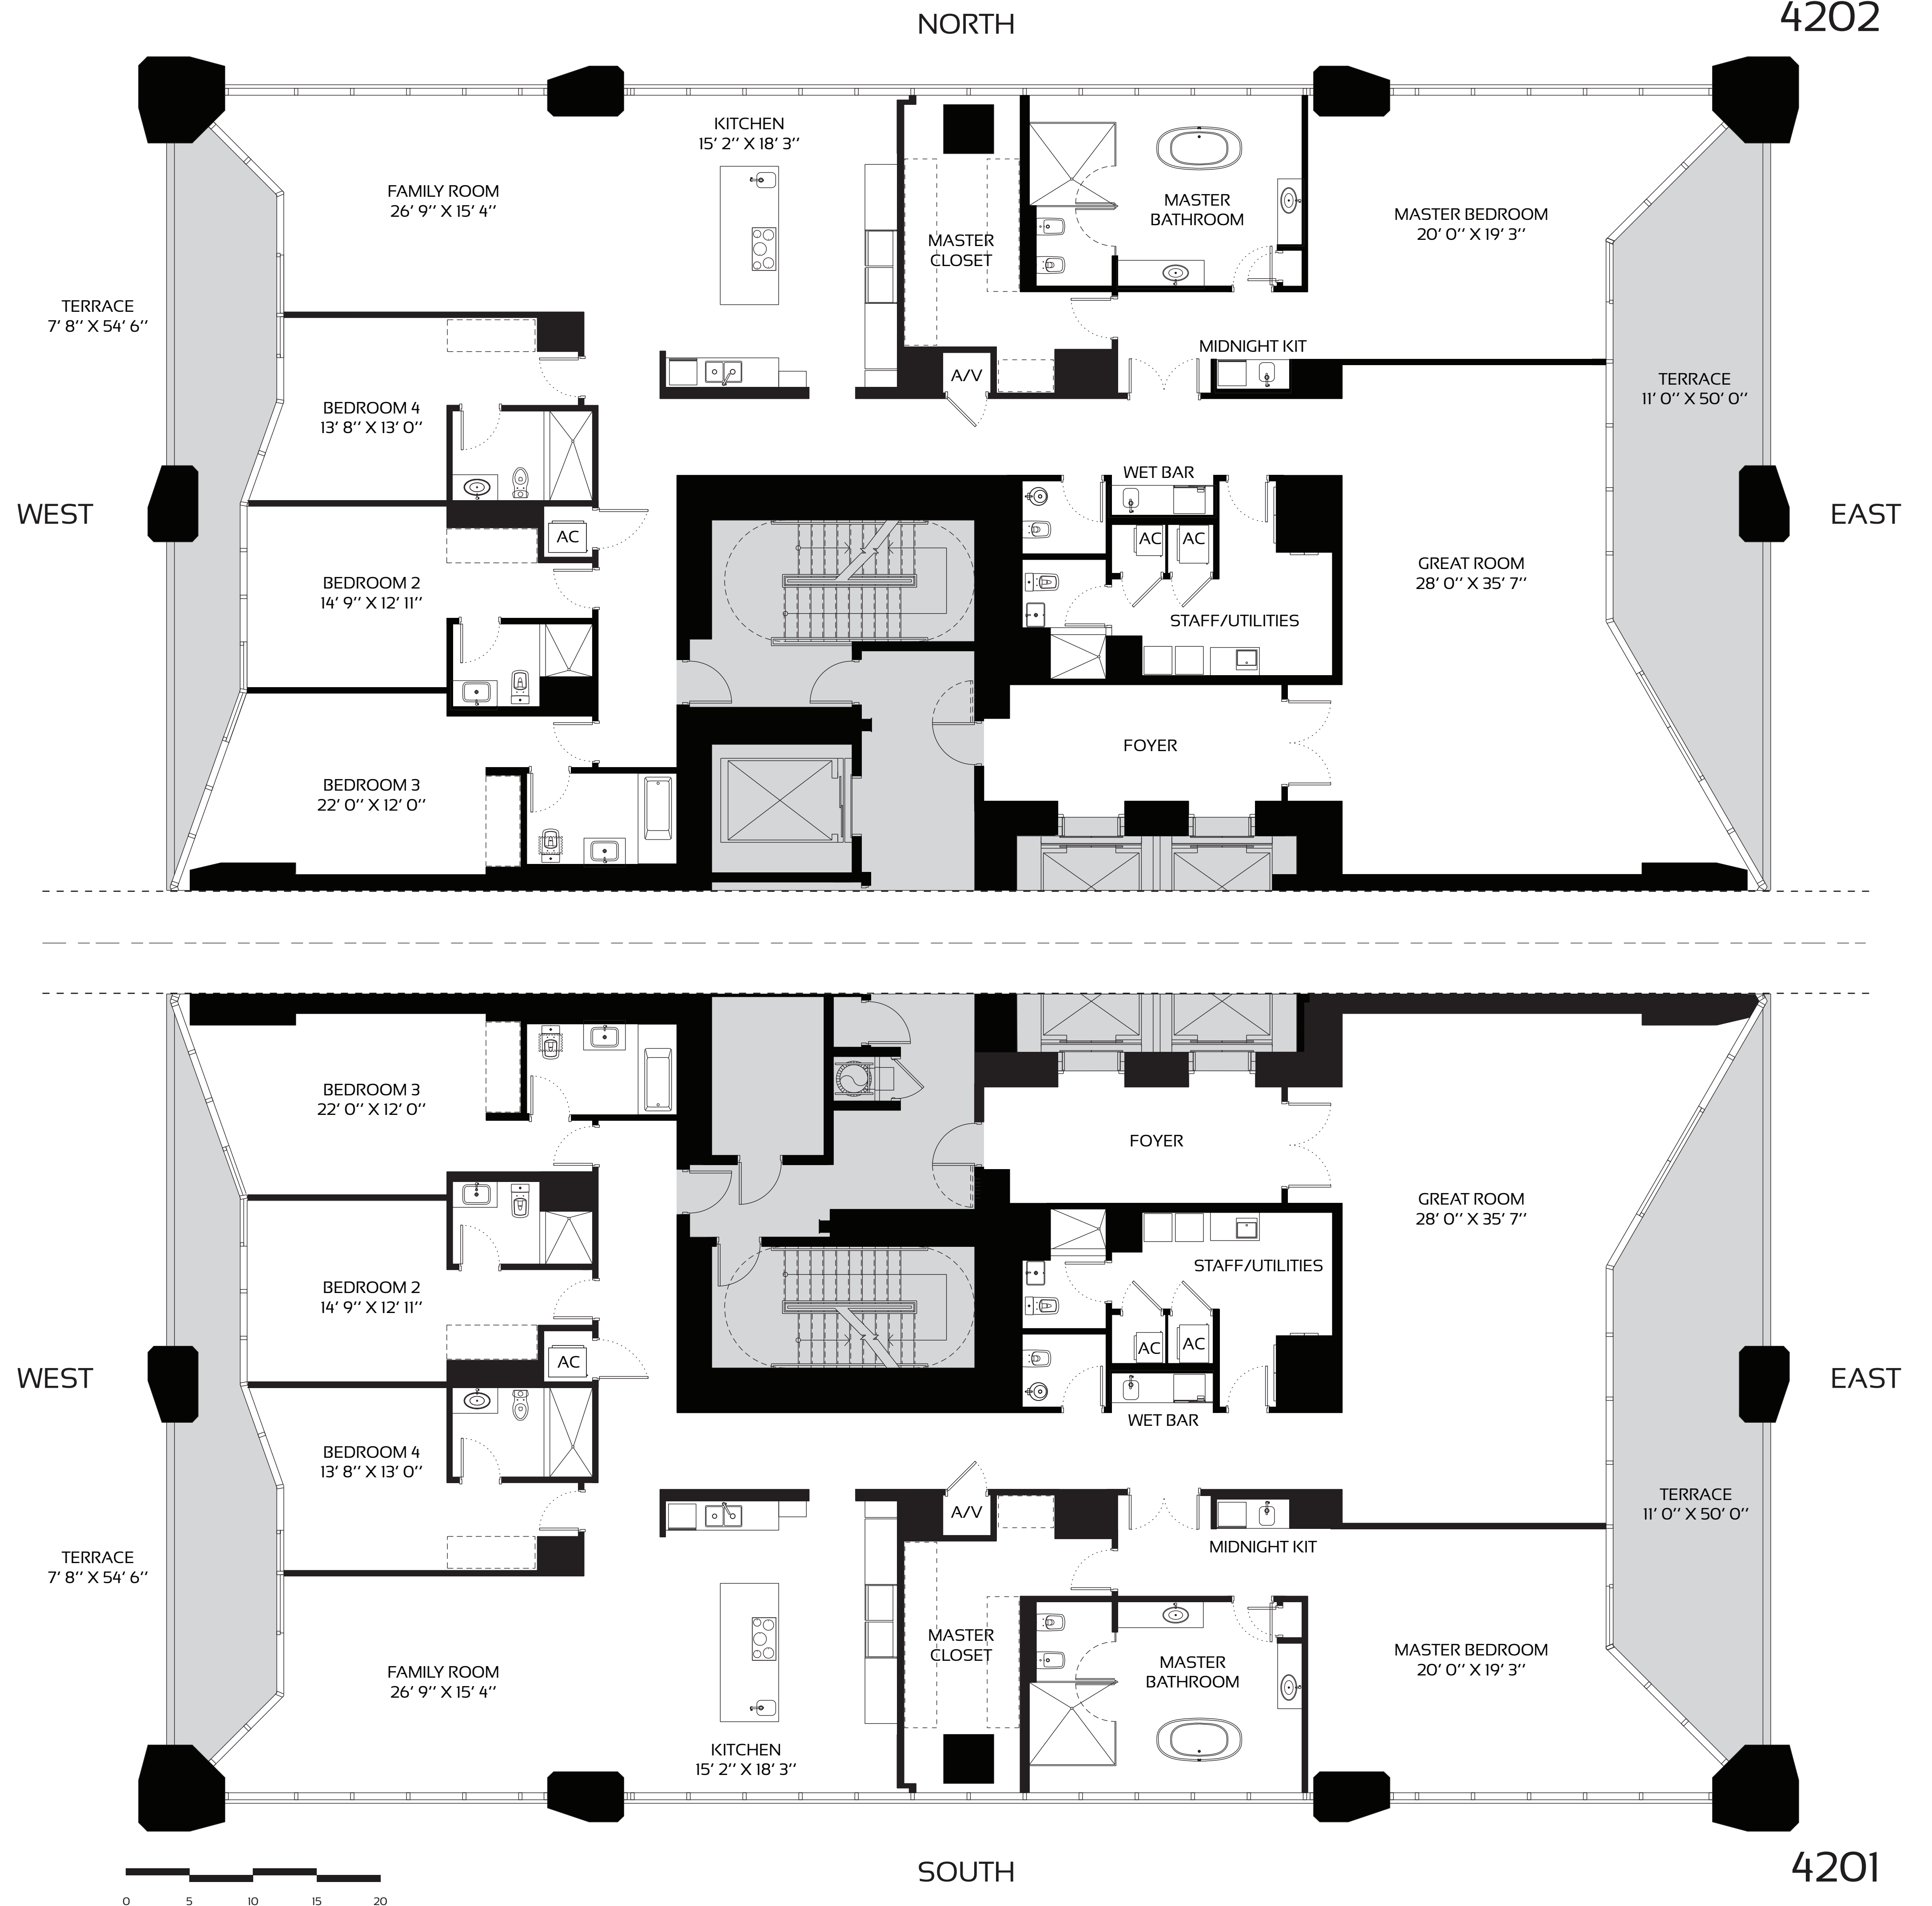 NORTH
4202
KITCHEN
15' 2'' X 18' 3''
FAMILY ROOM
26' 9'' X 15' 4''
MASTER
BATHROOM
MASTER BEDROOM
20' 0'' X 19' 3''
MASTER
CLOSET
TERRACE
7' 8'' X 54' 6''
MIDNIGHT KIT
A/V
TERRACE
11' 0'' X 50' 0''
BEDROOM 4
13' 8'' X 13' 0''
WET BAR
WEST
EAST
AC
AC
AC
GREAT ROOM
28' 0'' X 35' 7''
BEDROOM 2
14' 9'' X 12' 11''
STAFF/UTILITIES
FOYER
BEDROOM 3
22' 0'' X 12' 0''
BEDROOM 3
22' 0'' X 12' 0''
FOYER
GREAT ROOM
28' 0'' X 35' 7''
STAFF/UTILITIES
BEDROOM 2
14' 9'' X 12' 11''
AC
AC
AC
WEST
EAST
WET BAR
BEDROOM 4
13' 8'' X 13' 0''
TERRACE
11' 0'' X 50' 0''
A/V
MIDNIGHT KIT
TERRACE
7' 8'' X 54' 6''
MASTER
CLOSET
MASTER BEDROOM
20' 0'' X 19' 3''
MASTER
BATHROOM
FAMILY ROOM
26' 9'' X 15' 4''
KITCHEN
15' 2'' X 18' 3''
SOUTH
4201
0 5 10 15 20